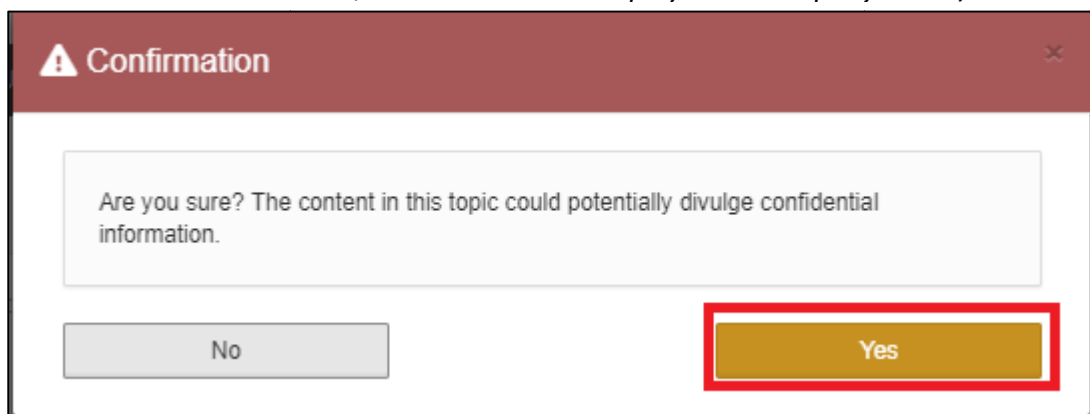 Confirmation
Are you sure? The content in this topic could potentially divulge confidential
information.
No
Yes